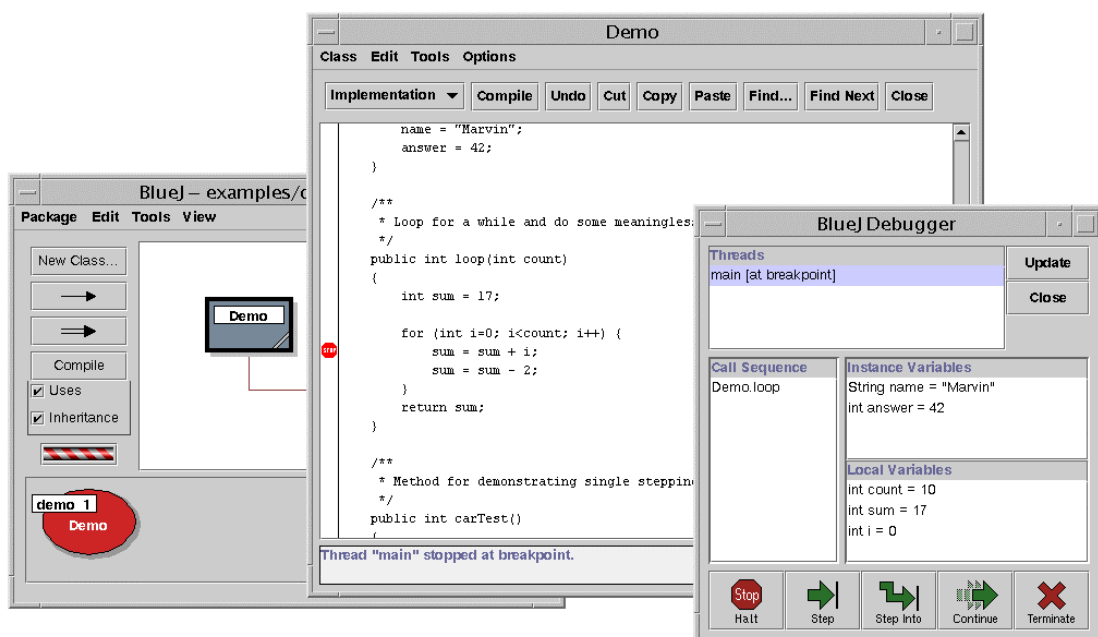 Demo
Class Edit Tools Options
Implementation Compile Undo Cut Copy Paste Find... Find Next Close
name = "Marvin";
answer = 42;
}
/**
* Loop for a while and do some meaningless
*/
public int loop(int count)
{
int sum = 17;
for (int i=0; i<count; i++) {
STOP
sum = sum + i;
sum = sum - 2;
}
return sum;
}
/**
* Method for demonstrating single stepping
*/
public int carTest()
{
Thread "main" stopped at breakpoint.
BlueJ – examples/
Package Edit Tools View
New Class...
Compile
Uses
Inheritance
Demo
demo_1
Demo
BlueJ Debugger
Threads
main [at breakpoint]
Update
Close
Call Sequence
Demo.loop
Instance Variables
String name = "Marvin"
int answer = 42
Local Variables
int count = 10
int sum = 17
int i = 0
Stop
Halt
Step
Step Into
Continue
Terminate